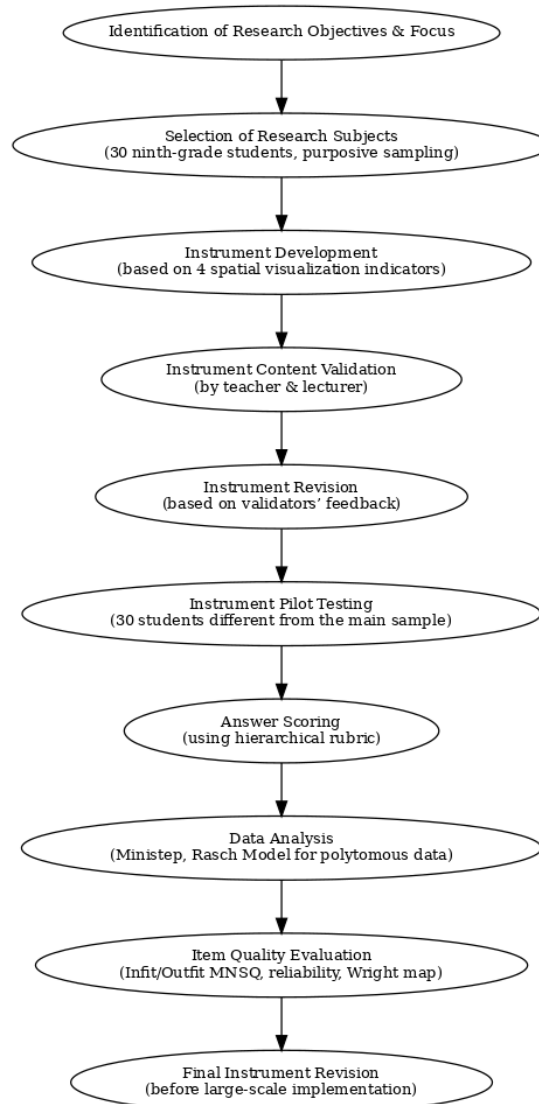 Identification of Research Objectives & Focus
Selection of Research Subjects
(30 ninth-grade students, purposive sampling)
Instrument Development
(based on 4 spatial visualization indicators)
Instrument Content Validation
(by teacher & lecturer)
Instrument Revision
(based on validators’ feedback)
Instrument Pilot Testing
(30 students different from the main sample)
Answer Scoring
(using hierarchical rubric)
Data Analysis
(Ministep, Rasch Model for polytomous data)
Item Quality Evaluation
(Infit/Outfit MNSQ, reliability, Wright map)
Final Instrument Revision
(before large-scale implementation)